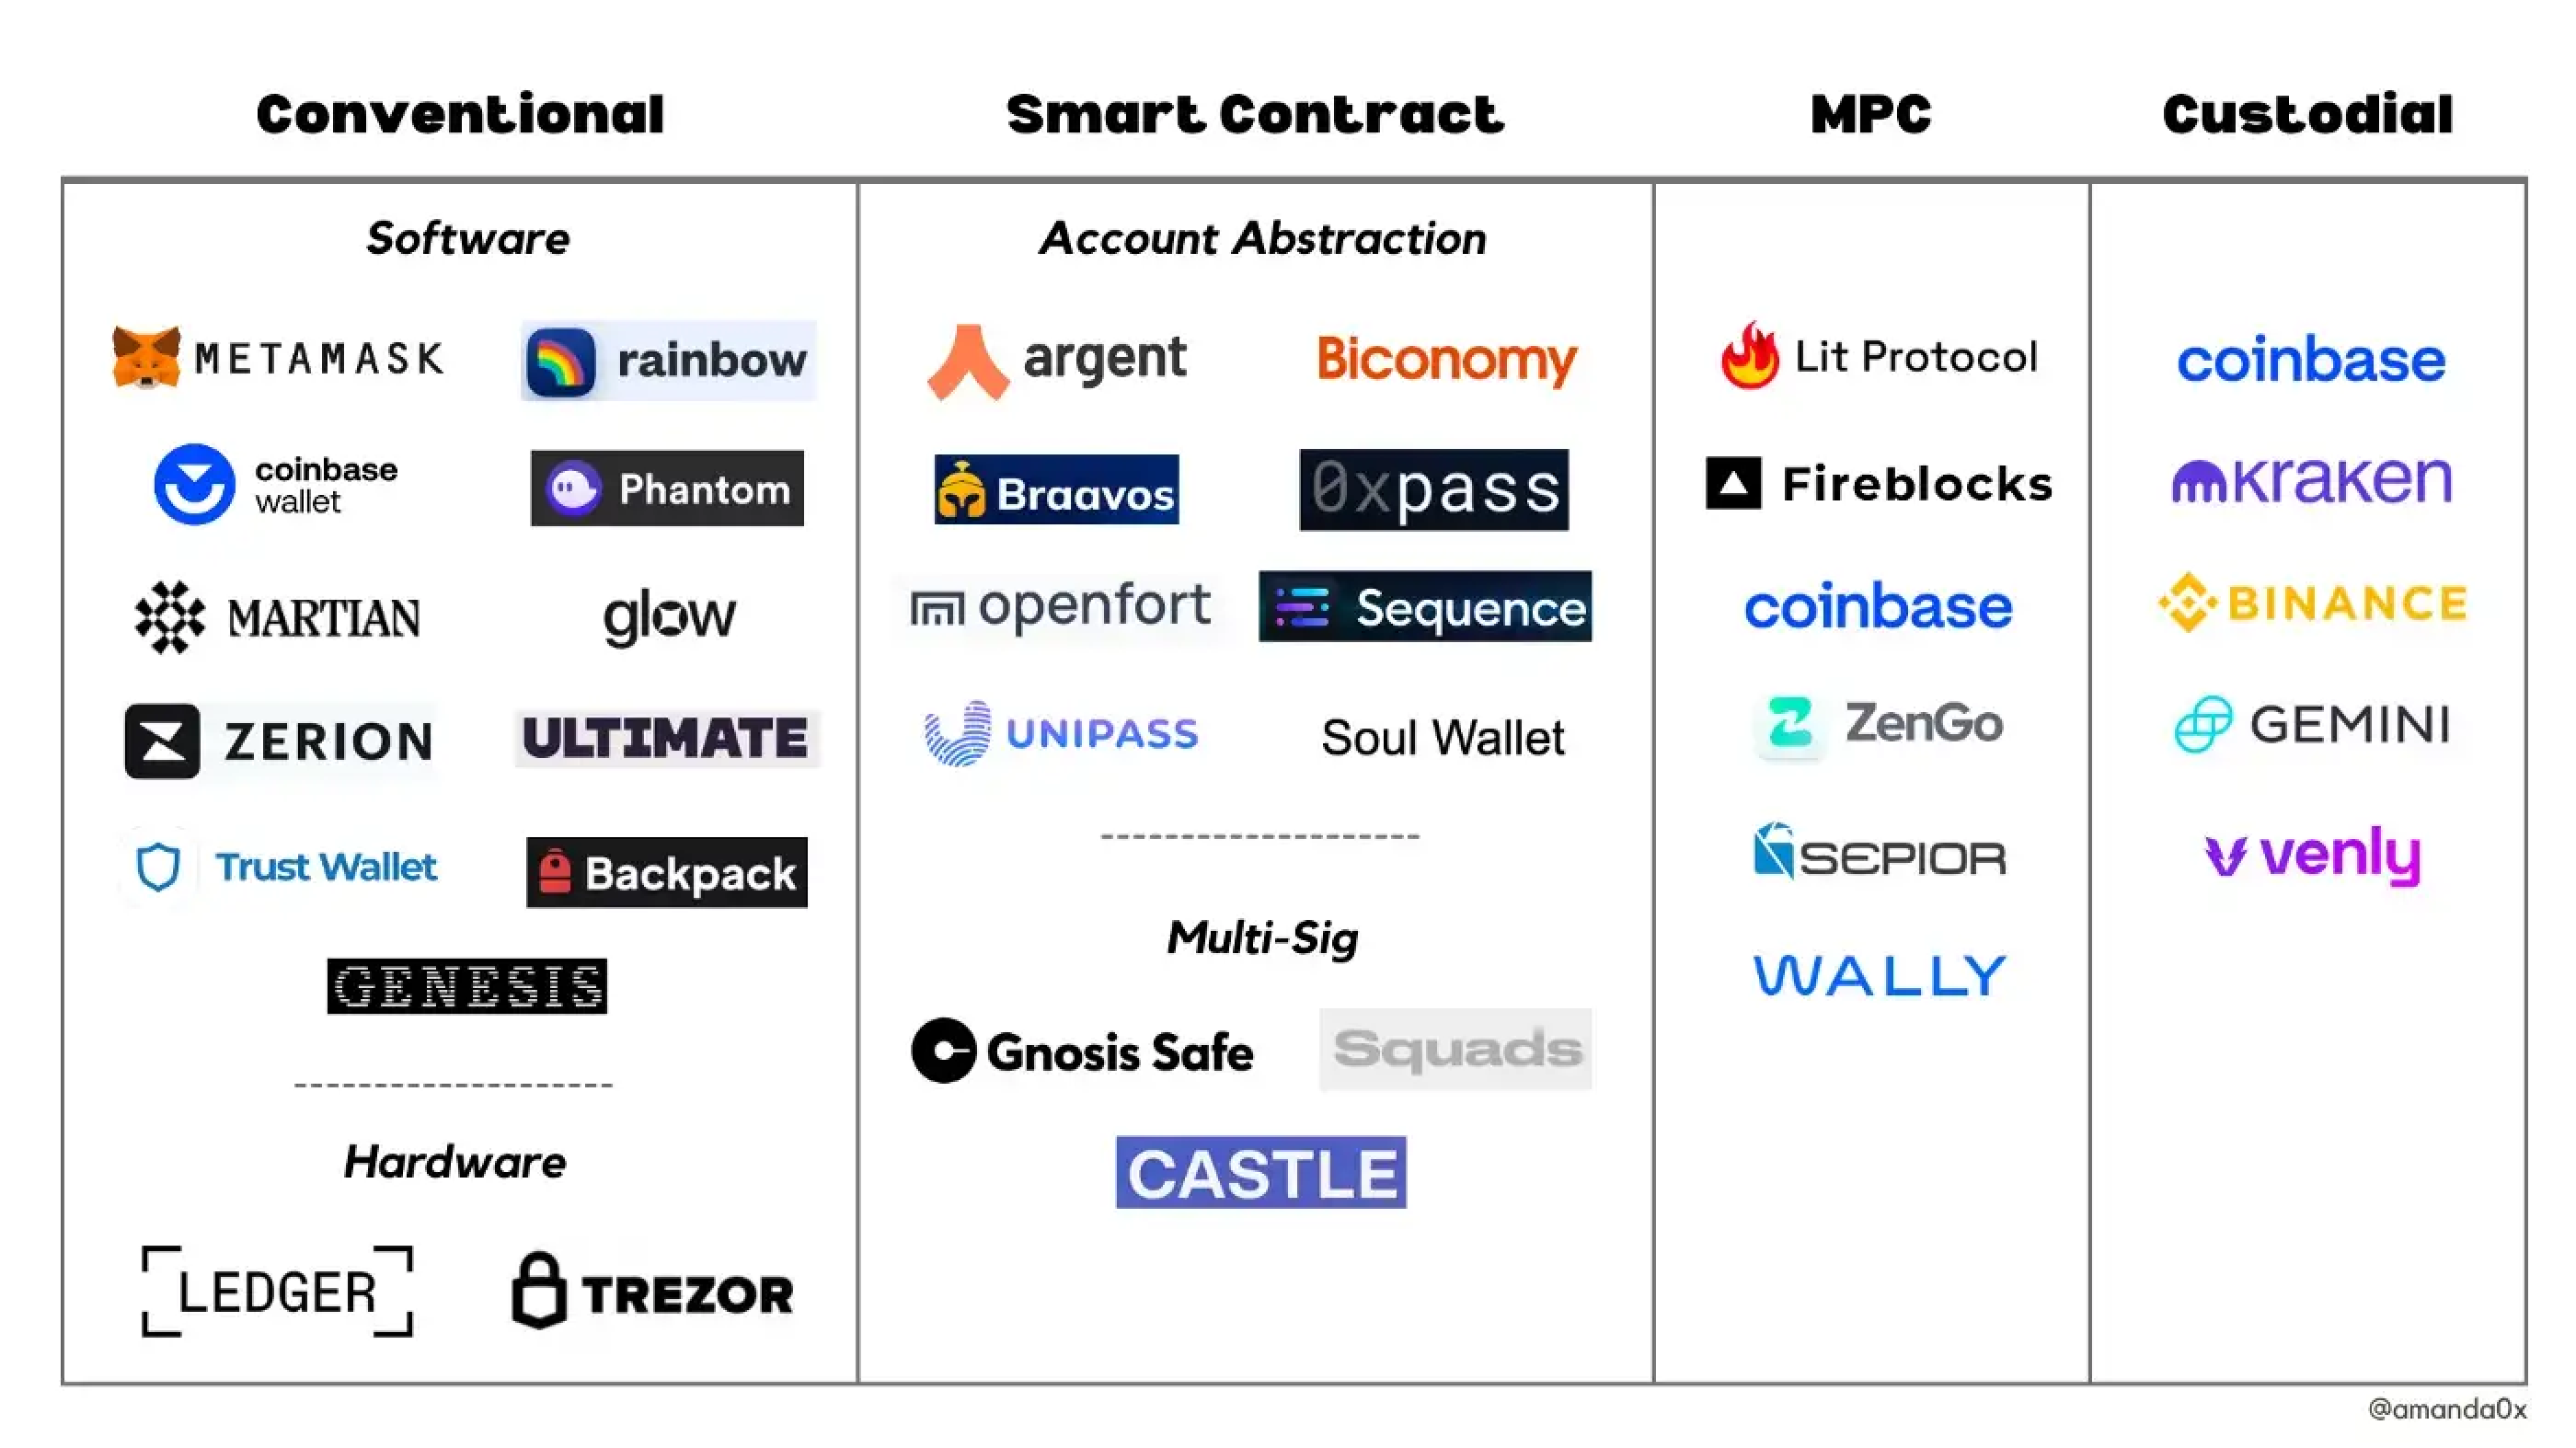 Conventional
Smart Contract
MPC
Custodial
Software
METAMASK
rainbow
coinbase
wallet
Phantom
MARTIAN
glow
ZERION
ULTIMATE
Trust Wallet
Backpack
GENESIS
Hardware
LEDGER
TREZOR
Account Abstraction
argent
Biconomy
Braavos
0xpass
openfort
Sequence
UNIPASS
Soul Wallet
Multi-Sig
Gnosis Safe
Squads
CASTLE
Lit Protocol
Fireblocks
coinbase
ZenGo
SEPIOR
WALLY
coinbase
kraken
BINANCE
GEMINI
venly
@amanda0x